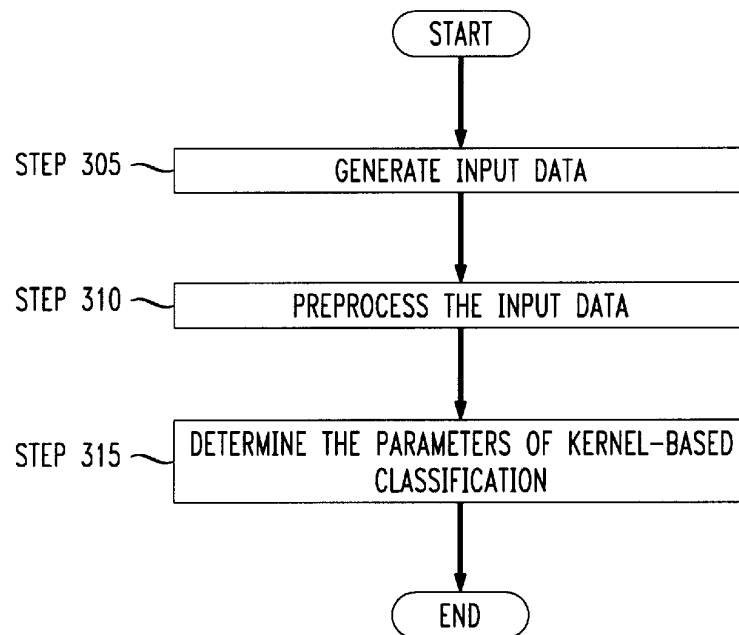 START
STEP 305
GENERATE INPUT DATA
STEP 310
PREPROCESS THE INPUT DATA
STEP 315
DETERMINE THE PARAMETERS OF KERNEL-BASED
CLASSIFICATION
END